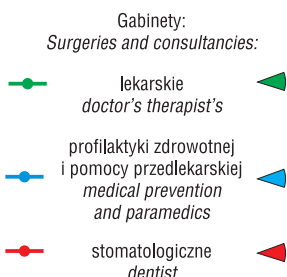 Gabinety:
Surgeries and consultancies:
lekarskie
doctor's therapist's
profilaktyki zdrowotnej
i pomocy przedlekarskiej
medical prevention
and paramedics
stomatologiczne
dentist